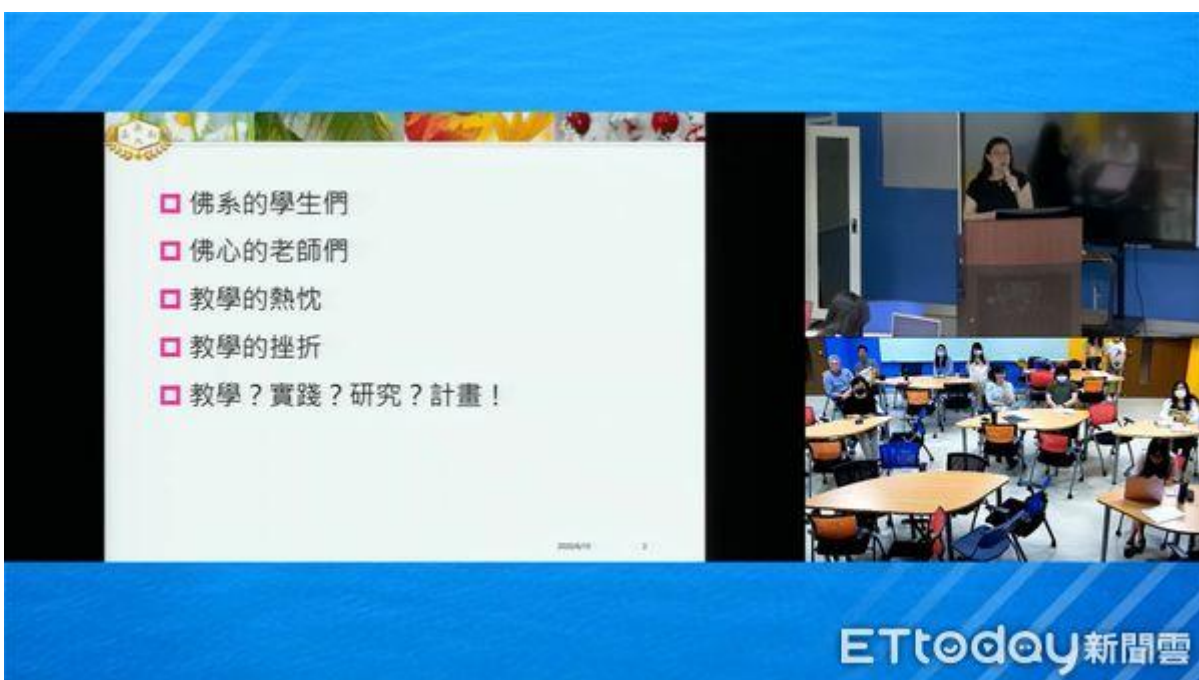 佛系的學生們
佛心的老師們
教學的熱忱
教學的挫折
教學？實踐？研究？計畫！
ETtoday新聞雲